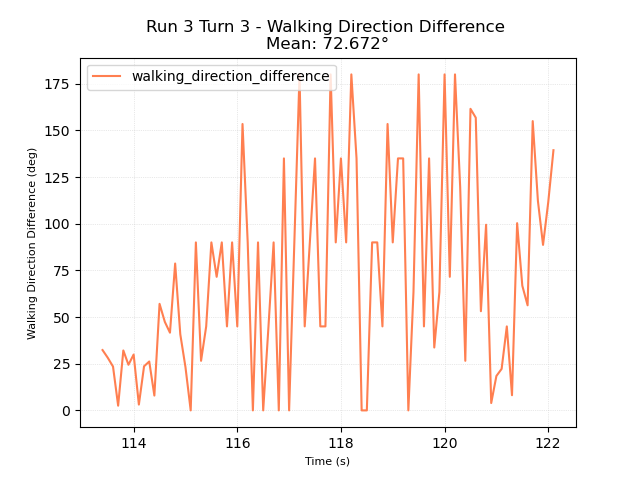 Run 3 Turn 3 - Walking Direction Difference
Mean: 72.672°
walking_direction_difference
Walking Direction Difference (deg)
175
150
125
100
75
50
25
0
114
116
118
120
122
Time (s)